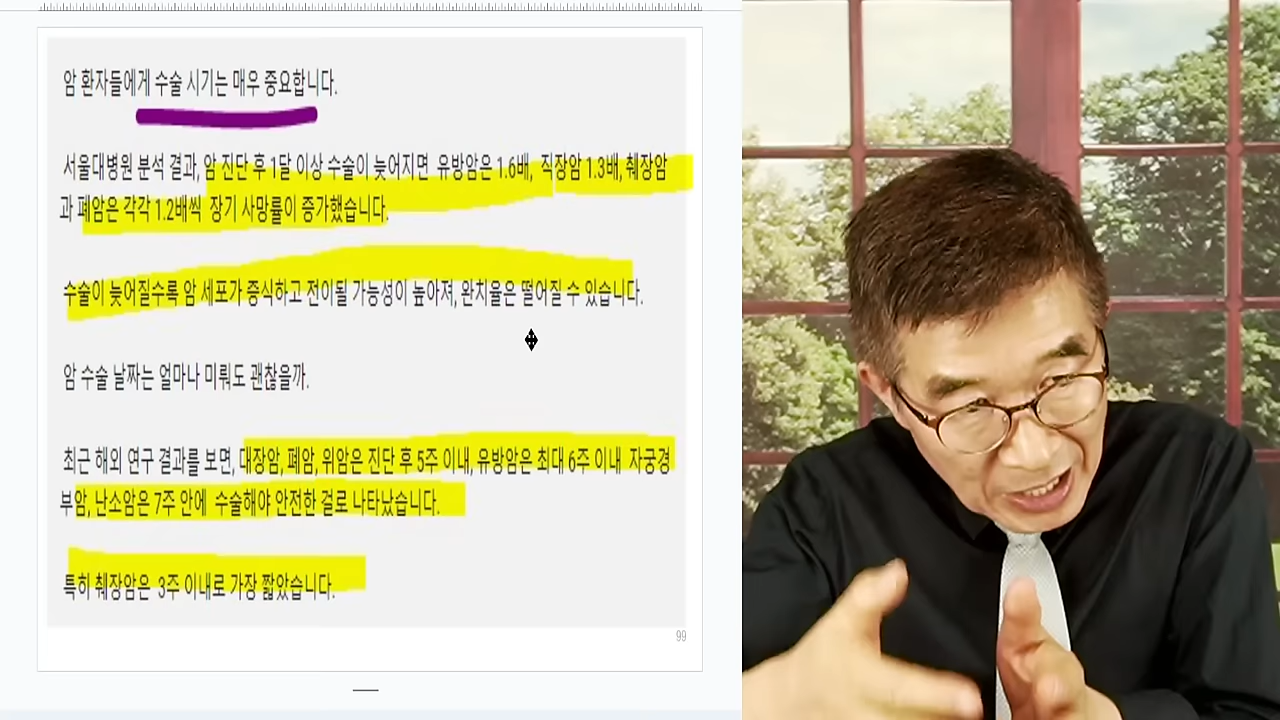 암 환자들에게 수술 시기는 매우 중요합니다.
서울대병원 분석 결과, 암 진단 후 1달 이상 수술이 늦어지면 유방암은 1.6배, 직장암 1.3배, 췌장암
과 폐암은 각각 1.2배씩 장기 사망률이 증가했습니다.
수술이 늦어질수록 암 세포가 증식하고 전이될 가능성이 높아져, 완치율은 떨어질 수 있습니다.
암 수술 날짜는 얼마나 미뤄도 괜찮을까.
최근 해외 연구 결과를 보면, 대장암, 폐암, 위암은 진단 후 5주 이내, 유방암은 최대 6주 이내 자궁경
부암, 난소암은 7주 안에 수술해야 안전한 걸로 나타났습니다.
특히 췌장암은 3주 이내로 가장 짧았습니다.
99